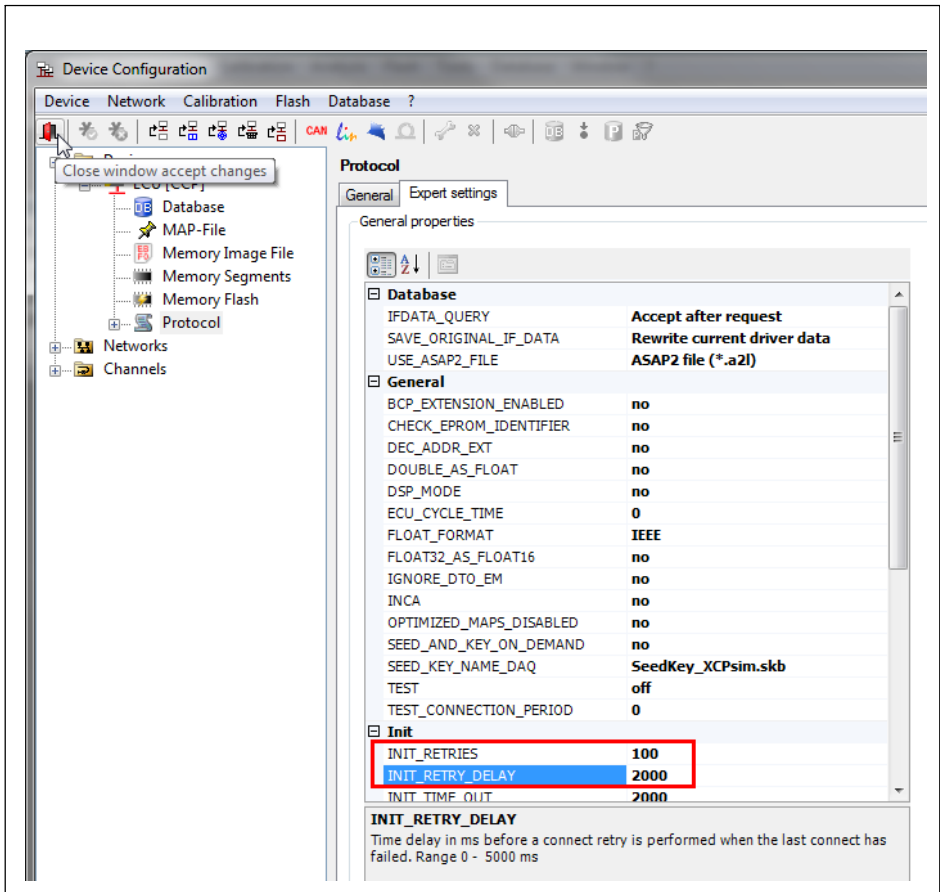 Device Configuration
Device Network Calibration Flash Database ?
CAN
Close window accept changes
ECU [CCP]
Database
MAP-File
Memory Image File
Memory Segments
Memory Flash
Protocol
Networks
Channels
Protocol
General Expert settings
General properties
Database
IFDATA_QUERY Accept after request
SAVE_ORIGINAL_IF_DATA Rewrite current driver data
USE_ASAP2_FILE ASAP2 file (*.a2l)
General
BCP_EXTENSION_ENABLED no
CHECK_EPROM_IDENTIFIER no
DEC_ADDR_EXT no
DOUBLE_AS_FLOAT no
DSP_MODE no
ECU_CYCLE_TIME 0
FLOAT_FORMAT IEEE
FLOAT32_AS_FLOAT16 no
IGNORE_DTO_EM no
INCA no
OPTIMIZED_MAPS_DISABLED no
SEED_AND_KEY_ON_DEMAND no
SEED_KEY_NAME_DAQ SeedKey_XCPsim.skb
TEST off
TEST_CONNECTION_PERIOD 0
Init
INIT_RETRIES 100
INIT_RETRY_DELAY 2000
INIT_TIME_OUT 2000
INIT_RETRY_DELAY
Time delay in ms before a connect retry is performed when the last connect has
failed. Range 0 - 5000 ms